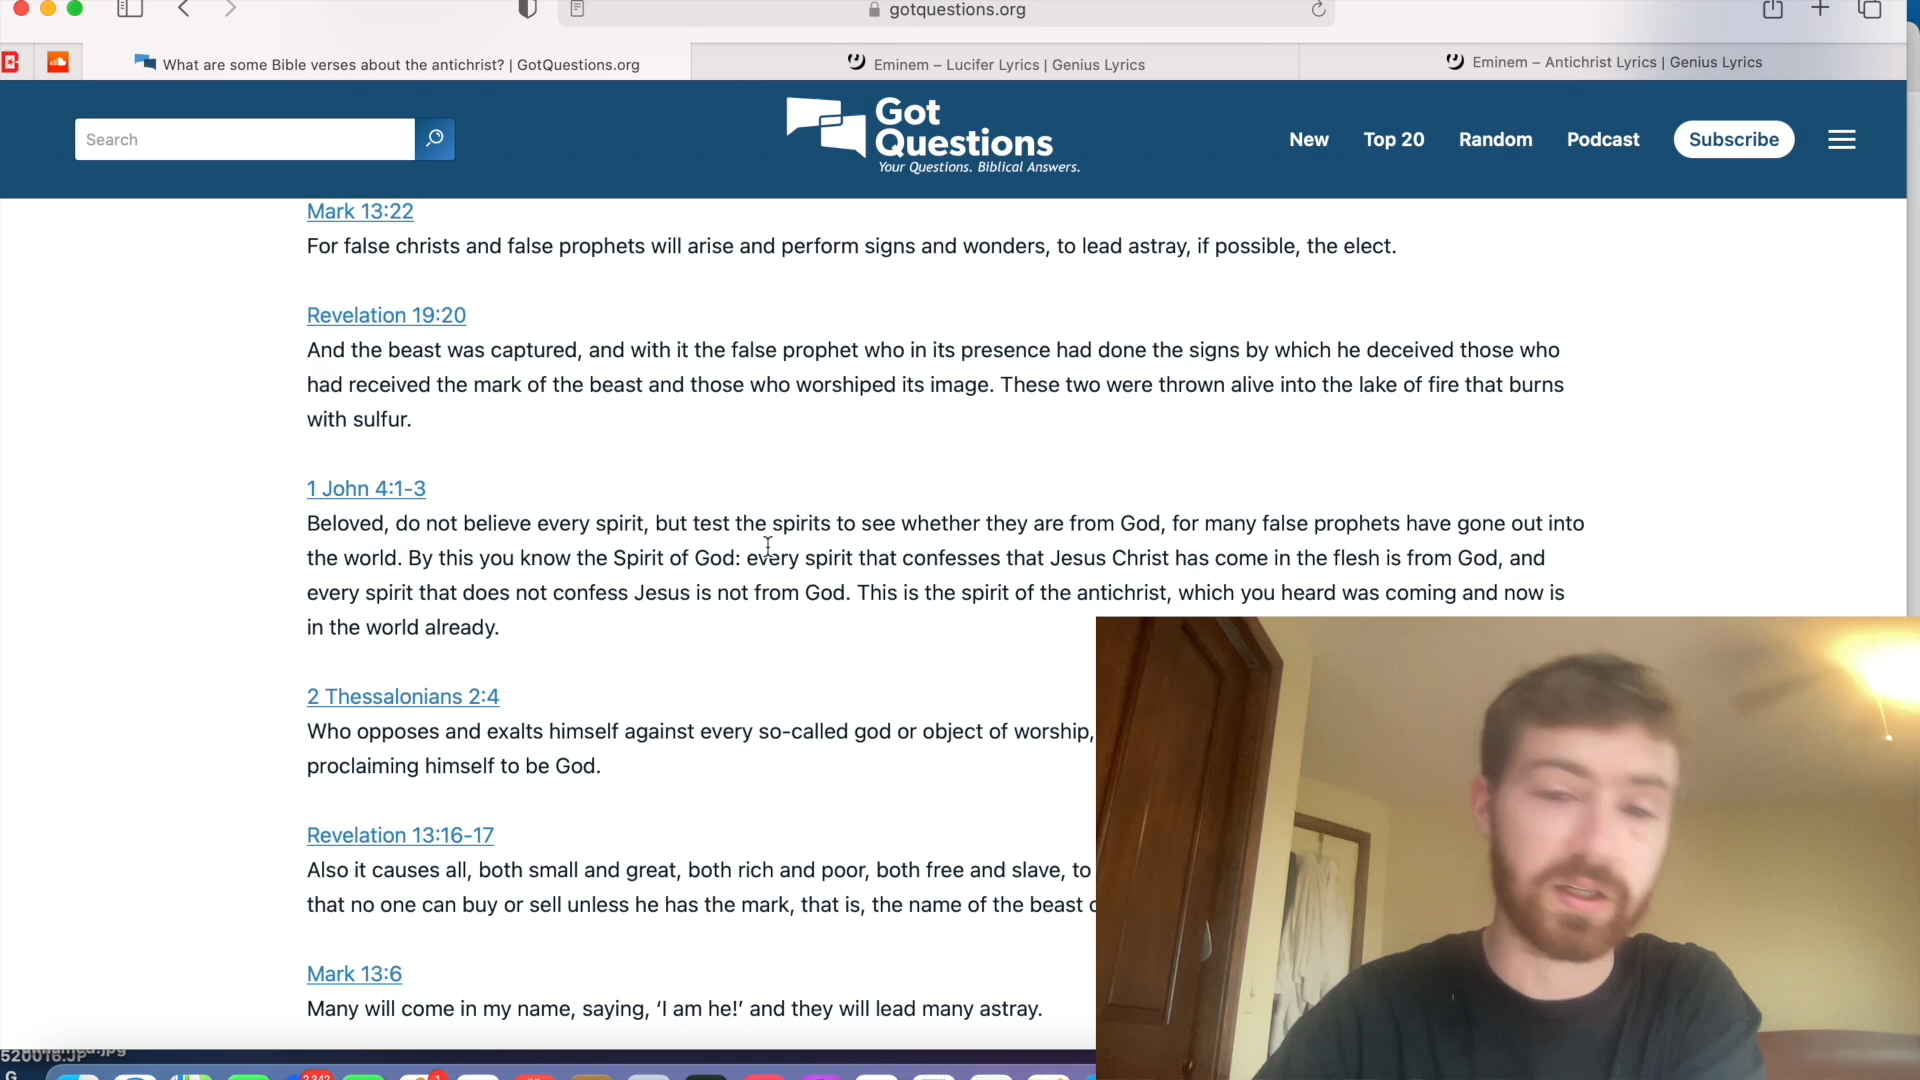 gotquestions.org
What are some Bible verses about the antichrist? | GotQuestions.org
Eminem – Lucifer Lyrics | Genius Lyrics
Eminem – Antichrist Lyrics | Genius Lyrics
Search
Got
Questions
Your Questions. Biblical Answers.
New
Top 20
Random
Podcast
Subscribe
Mark 13:22
For false christs and false prophets will arise and perform signs and wonders, to lead astray, if possible, the elect.
Revelation 19:20
And the beast was captured, and with it the false prophet who in its presence had done the signs by which he deceived those who
had received the mark of the beast and those who worshiped its image. These two were thrown alive into the lake of fire that burns
with sulfur.
1 John 4:1-3
Beloved, do not believe every spirit, but test the spirits to see whether they are from God, for many false prophets have gone out into
the world. By this you know the Spirit of God: every spirit that confesses that Jesus Christ has come in the flesh is from God, and
every spirit that does not confess Jesus is not from God. This is the spirit of the antichrist, which you heard was coming and now is
in the world already.
2 Thessalonians 2:4
Who opposes and exalts himself against every so-called god or object of worship,
proclaiming himself to be God.
Revelation 13:16-17
Also it causes all, both small and great, both rich and poor, both free and slave, to
that no one can buy or sell unless he has the mark, that is, the name of the beast
Mark 13:6
Many will come in my name, saying, ‘I am he!’ and they will lead many astray.
520016.JP
G
2,342
1